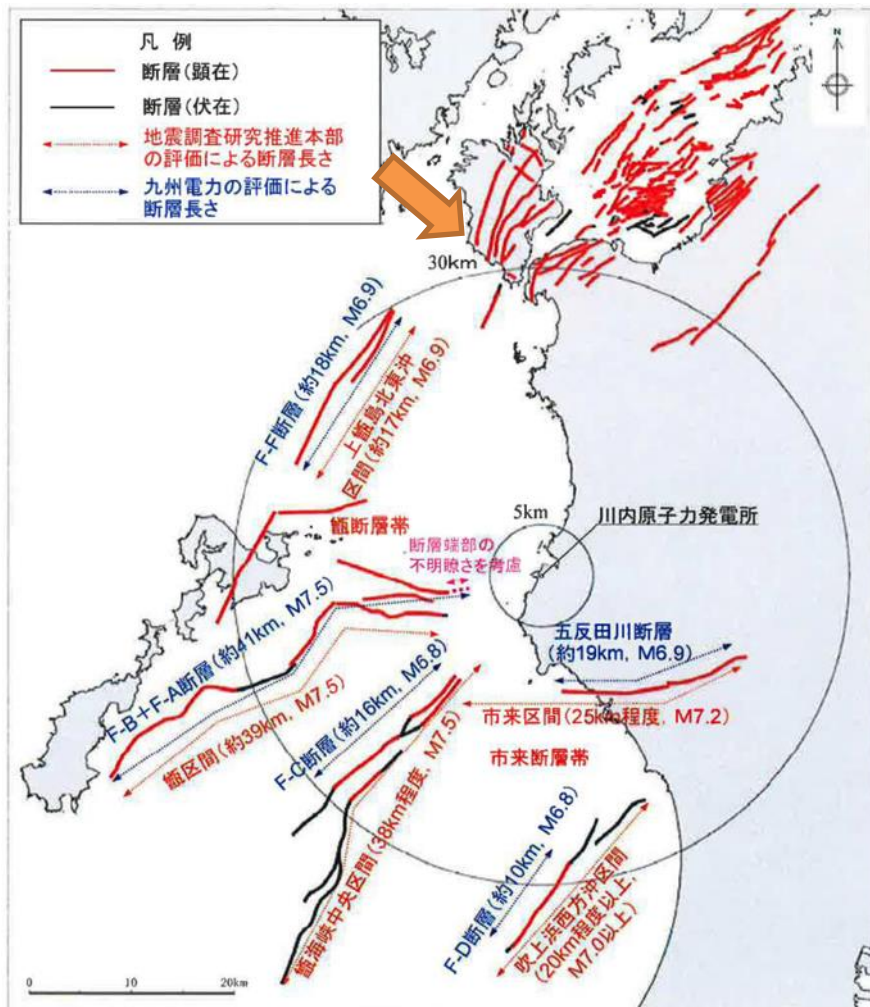 凡 例
断層(顕在)
断層(伏在)
地震調査研究推進本部
の評価による断層長さ
九州電力の評価による
断層長さ
N
30km
F-F断層(約18km, M6.9)
上甑島北東沖
区間(約17km, M6.9)
甑断層帯
5km
川内原子力発電所
断層端部の
不明瞭さを考慮
五反田川断層
(約19km, M6.9)
F-B+F-A断層(約41km, M7.5)
甑区間(約39km, M7.5)
F-C断層(約16km, M6.8)
市来区間(25km程度, M7.2)
市来断層帯
甑海峡中央区間(38km程度, M7.5)
F-D断層(約10km, M6.8)
吹上浜西方沖区間
(20km程度以上,
M7.0以上)
0 10 20km